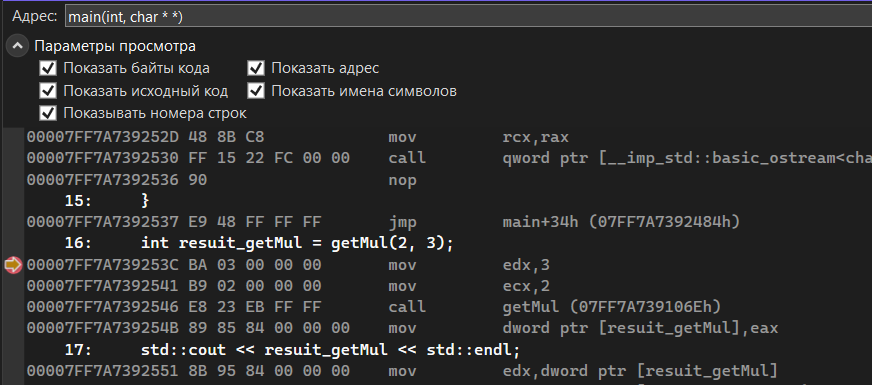 Адрес: main(int, char * *)
Параметры просмотра
Показать байты кода Показать адрес
Показать исходный код Показать имена символов
Показывать номера строк
00007FF7A739252D 48 8B C8 mov rcx,rax
00007FF7A7392530 FF 15 22 FC 00 00 call qword ptr [__imp_std::basic_ostream<cha
00007FF7A7392536 90 nop
15: }
00007FF7A7392537 E9 48 FF FF FF jmp main+34h (07FF7A7392484h)
16: int resuit_getMul = getMul(2, 3);
00007FF7A739253C BA 03 00 00 00 mov edx,3
00007FF7A7392541 B9 02 00 00 00 mov ecx,2
00007FF7A7392546 E8 23 EB FF FF call getMul (07FF7A739106Eh)
00007FF7A739254B 89 85 84 00 00 00 mov dword ptr [resuit_getMul],eax
17: std::cout << resuit_getMul << std::endl;
00007FF7A7392551 8B 95 84 00 00 00 mov edx,dword ptr [resuit_getMul]